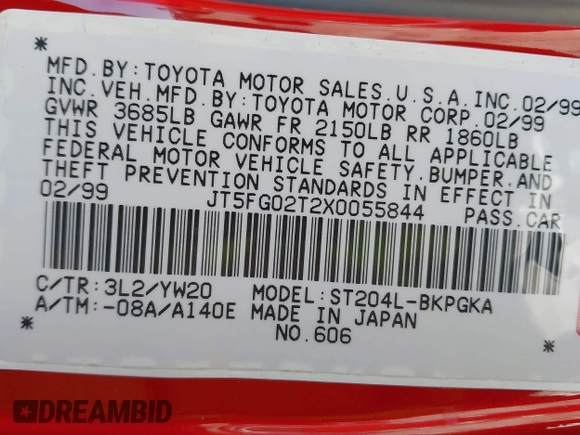 MFD.BY:TOYOTA MOTOR SALES.U.S.A.INC.02/99
INC.VEH.MFD.BY:TOYOTA MOTOR CORP.02/99
GVWR 3685LB GAWR FR 2150LB RR 1860LB
THIS VEHICLE CONFORMS TO ALL APPLICABLE
FEDERAL MOTOR VEHICLE SAFETY.BUMPER.AND
THEFT PREVENTION STANDARDS IN EFFECT IN
02/99 JT5FG02T2X0055844 PASS.CAR
C/TR:3L2/YW20 MODEL:ST204L-BKPGKA
A/TM:-08A/A140E MADE IN JAPAN
NO.606
DREAMBID